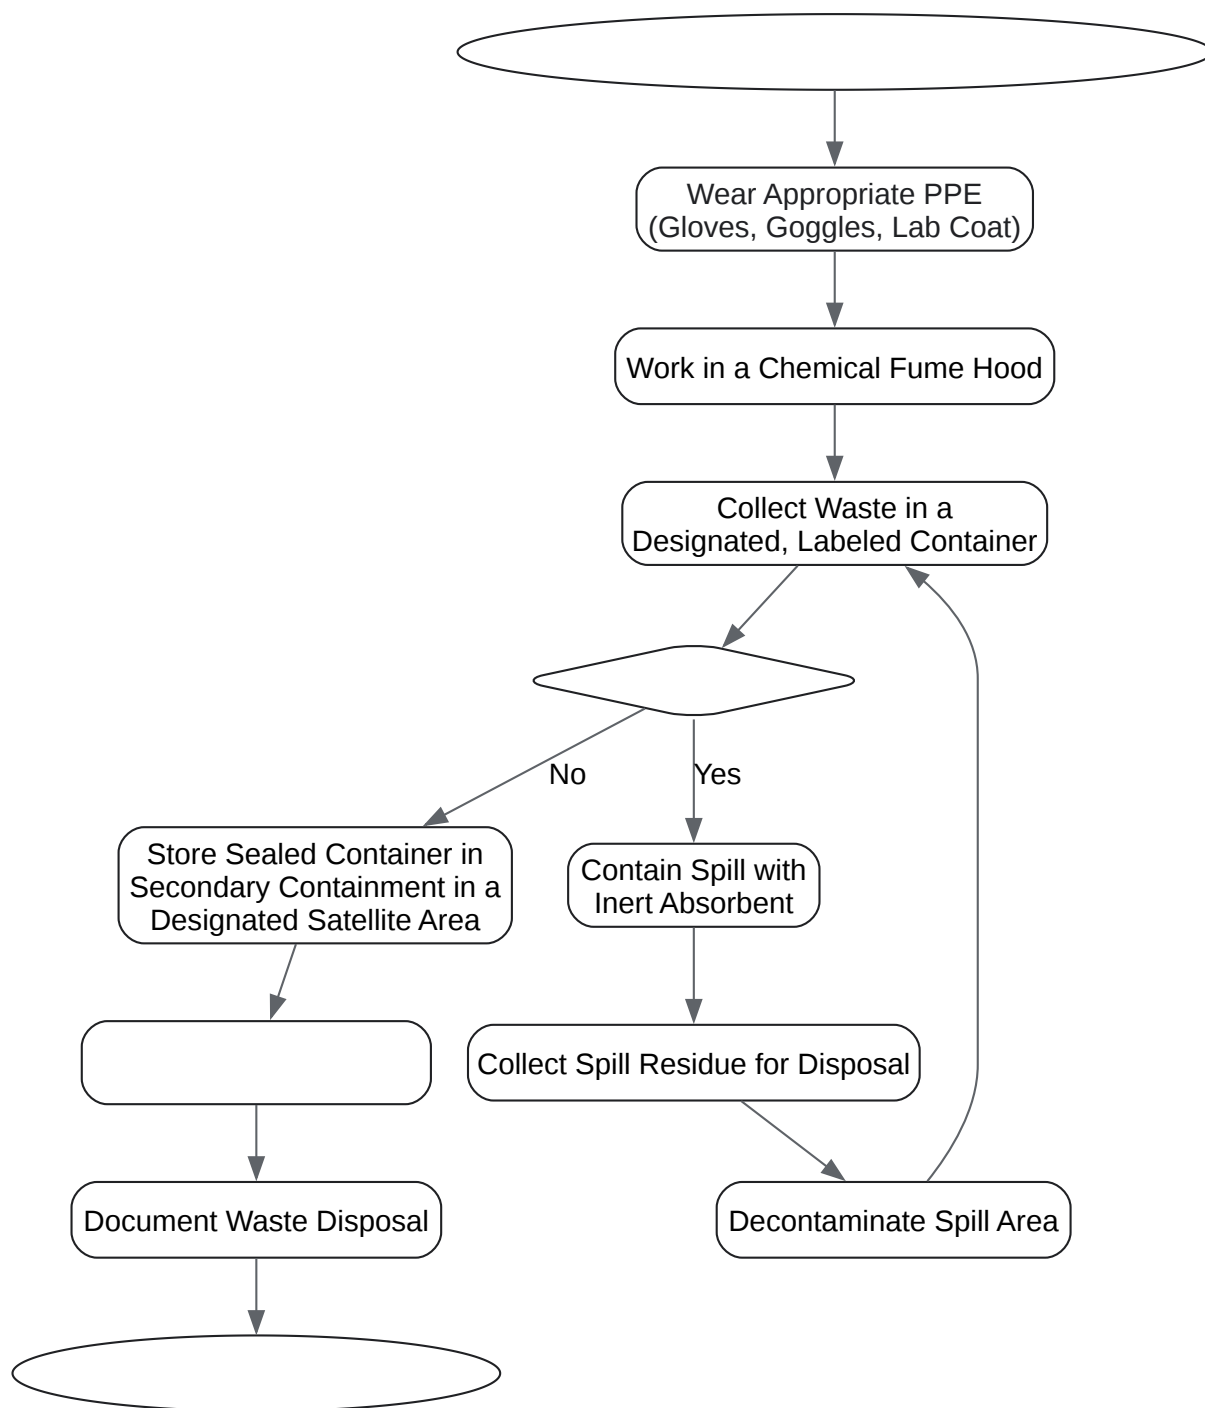 Wear Appropriate PPE
(Gloves, Goggles, Lab Coat)
Work in a Chemical Fume Hood
Collect Waste in a
Designated, Labeled Container
No
Yes
Store Sealed Container in
Secondary Containment in a
Designated Satellite Area
Contain Spill with
Inert Absorbent
Collect Spill Residue for Disposal
Document Waste Disposal
Decontaminate Spill Area